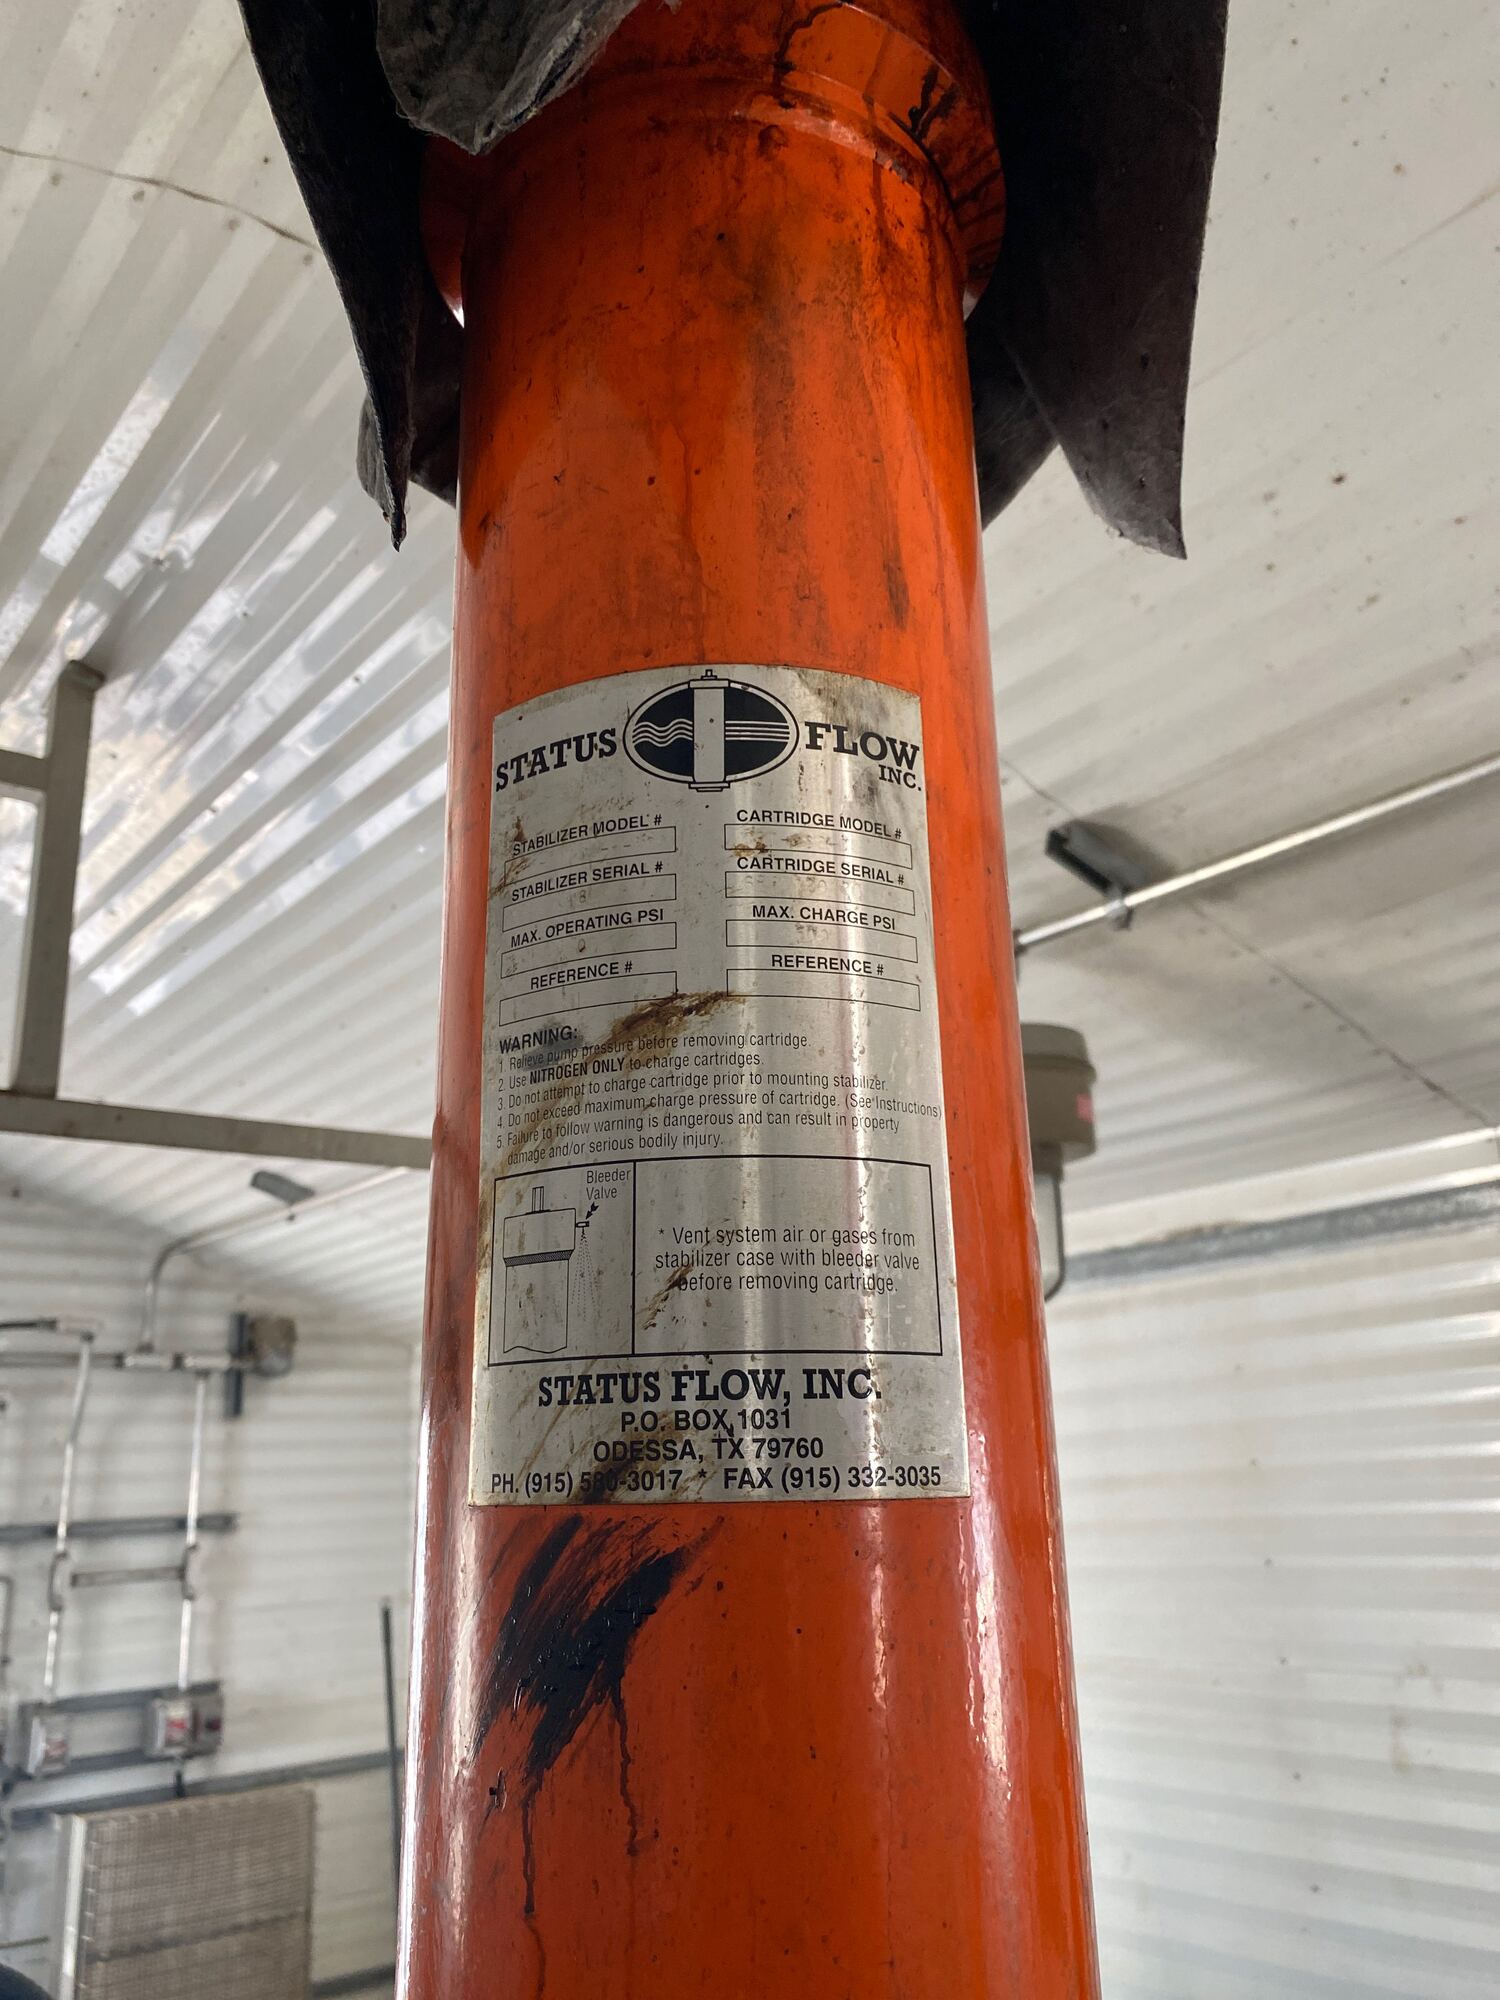 STATUS FLOW
INC.
STABILIZER MODEL # CARTRIDGE MODEL #
STABILIZER SERIAL # CARTRIDGE SERIAL #
MAX. OPERATING PSI MAX. CHARGE PSI
REFERENCE # REFERENCE #
WARNING:
1. Relieve pump pressure before removing cartridge.
2. Use NITROGEN ONLY to charge cartridges.
3. Do not attempt to charge cartridge prior to mounting stabilizer.
4. Do not exceed maximum charge pressure of cartridge. (See Instructions)
5. Failure to follow warning is dangerous and can result in property
damage and/or serious bodily injury.
Bleeder
Valve
* Vent system air or gases from
stabilizer case with bleeder valve
before removing cartridge.
STATUS FLOW, INC.
P.O. BOX 1031
ODESSA, TX 79760
PH. (915) 580-3017 * FAX (915) 332-3035